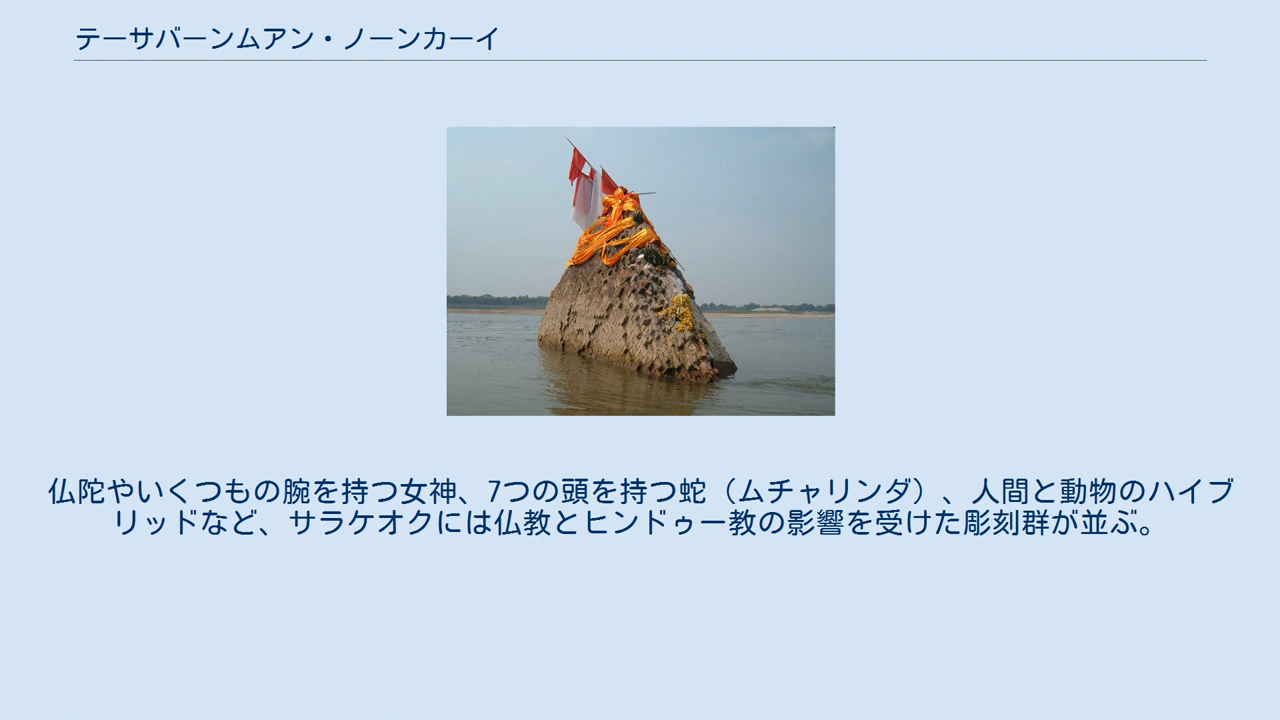 テーサバーンムアン・ノーンカーイ
仏陀やいくつもの腕を持つ女神、7つの頭を持つ蛇（ムチャリンダ）、人間と動物のハイブ
リッドなど、サラケオクには仏教とヒンドゥー教の影響を受けた彫刻群が並ぶ。